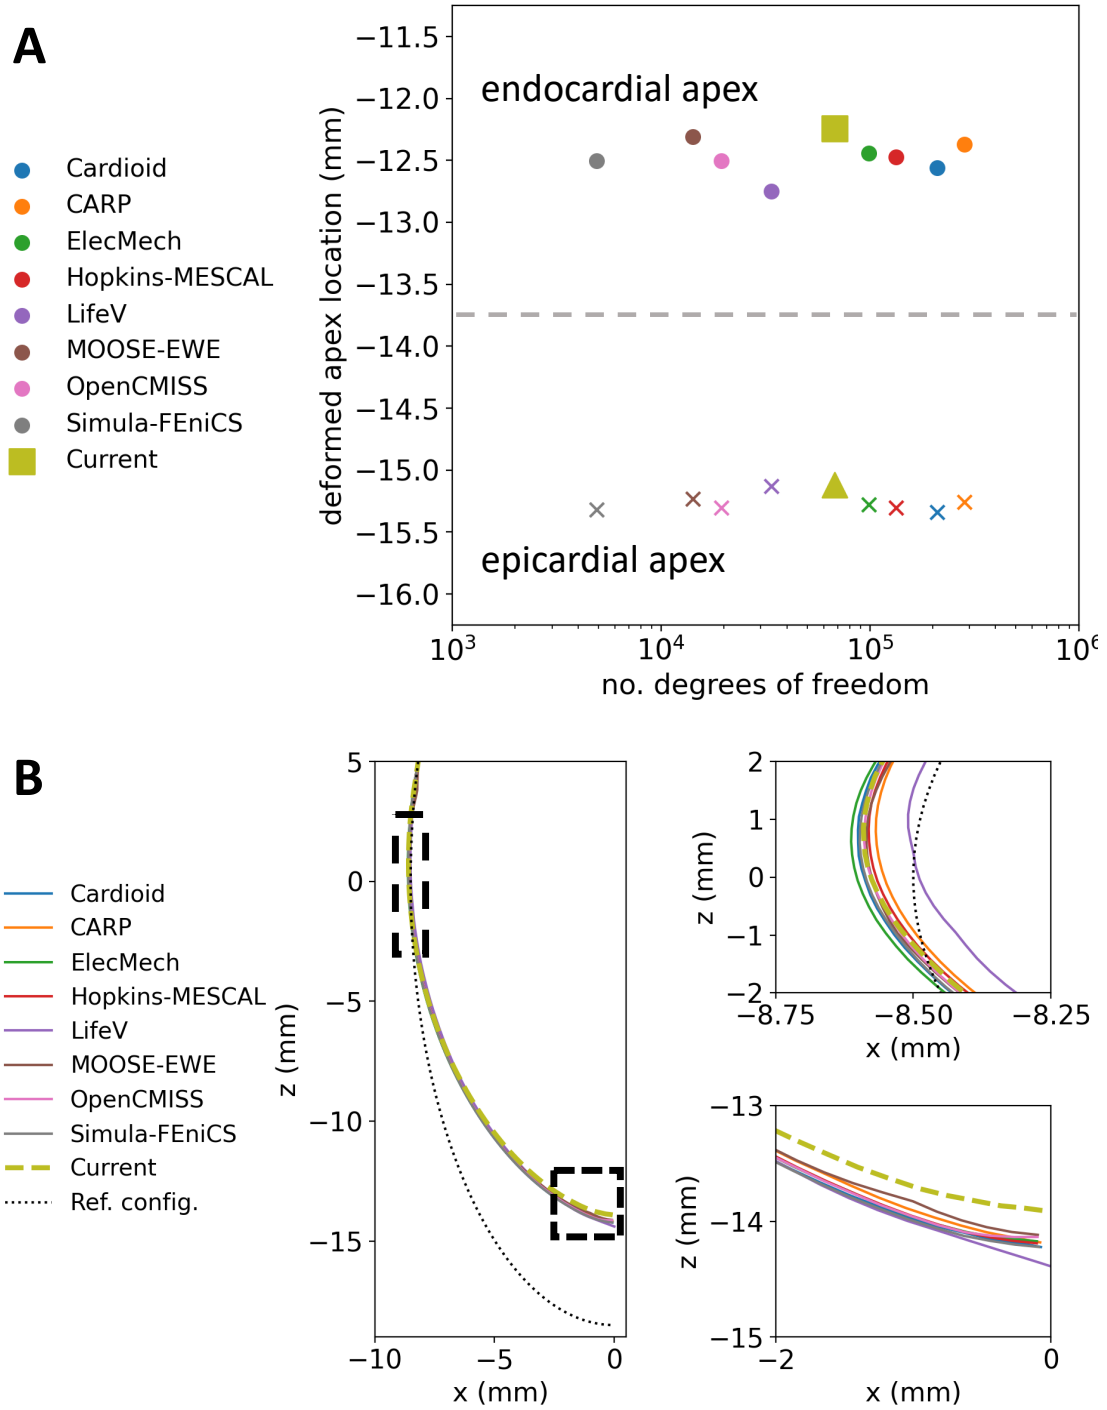 A
Cardioid
CARP
ElecMech
Hopkins-MESCAL
LifeV
MOOSE-EWE
OpenCMISS
Simula-FEniCS
Current
deformed apex location (mm)
−11.5
−12.0
−12.5
−13.0
−13.5
−14.0
−14.5
−15.0
−15.5
−16.0
endocardial apex
epicardial apex
10³
10⁴
10⁵
10⁶
no. degrees of freedom
B
Cardioid
CARP
ElecMech
Hopkins-MESCAL
LifeV
MOOSE-EWE
OpenCMISS
Simula-FEniCS
Current
Ref. config.
z (mm)
5
0
−5
−10
−15
−10
−5
0
x (mm)
z (mm)
2
1
0
−1
−2
−8.75
−8.50
−8.25
x (mm)
z (mm)
−13
−14
−15
−2
0
x (mm)